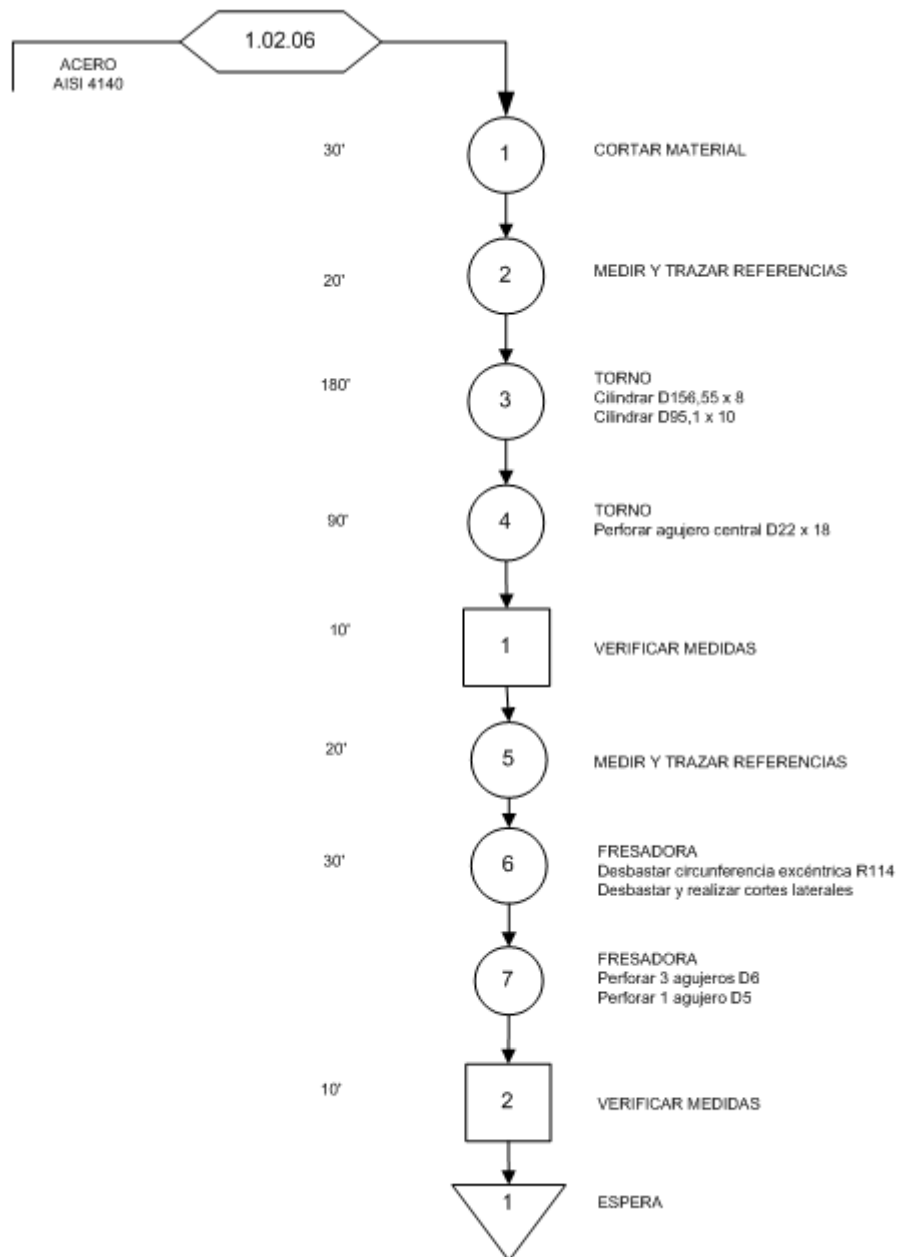 1.02.06
ACERO
AISI 4140
30'
1
CORTAR MATERIAL
20'
2
MEDIR Y TRAZAR REFERENCIAS
180'
3
TORNO
Cilindrar D156,55 x 8
Cilindrar D95,1 x 10
90'
4
TORNO
Perforar agujero central D22 x 18
10'
1
VERIFICAR MEDIDAS
20'
5
MEDIR Y TRAZAR REFERENCIAS
30'
6
FRESADORA
Desbastar circunferencia excéntrica R114
Desbastar y realizar cortes laterales
7
FRESADORA
Perforar 3 agujeros D6
Perforar 1 agujero D5
10'
2
VERIFICAR MEDIDAS
1
ESPERA